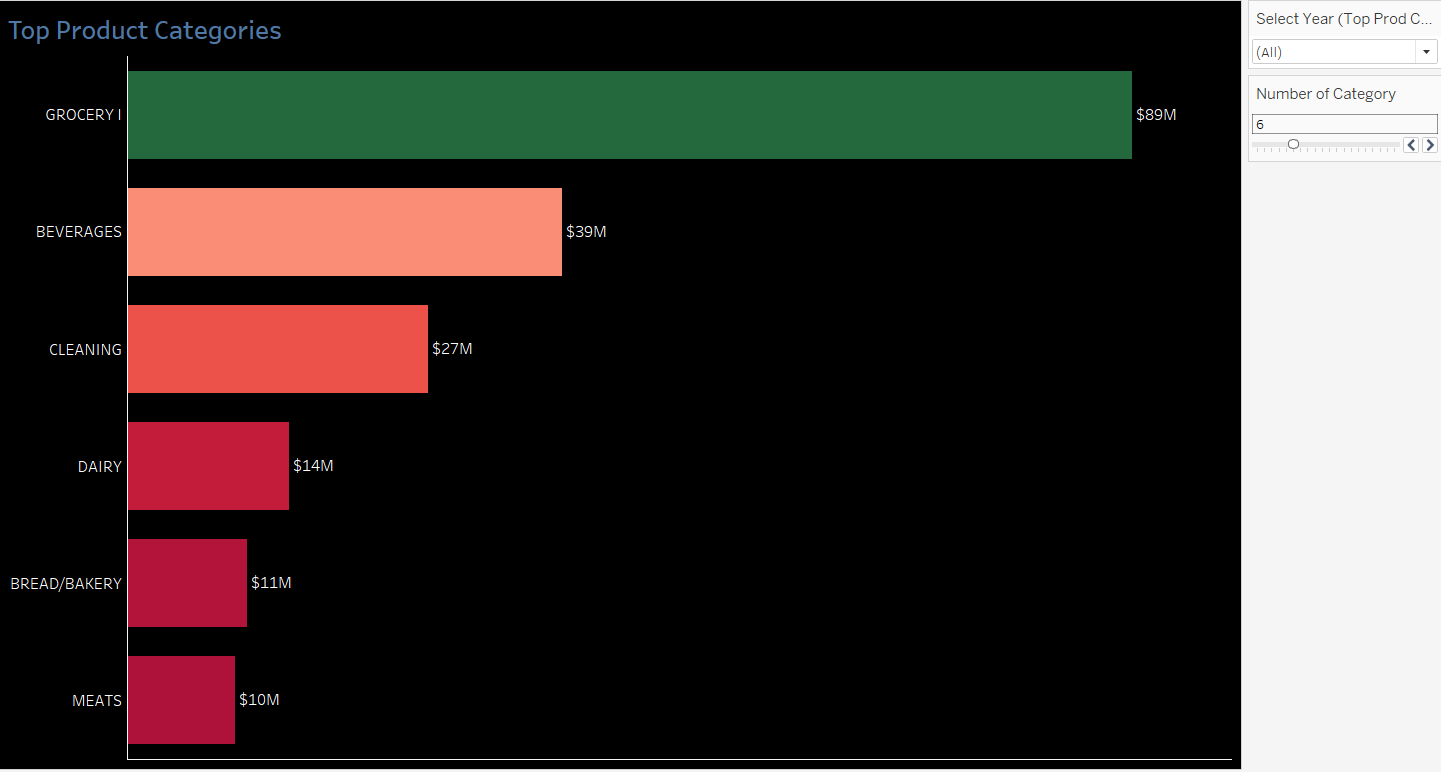 Top Product Categories
GROCERY I $89M
BEVERAGES $39M
CLEANING $27M
DAIRY $14M
BREAD/BAKERY $11M
MEATS $10M
Select Year (Top Prod C...
(All)
Number of Category
6